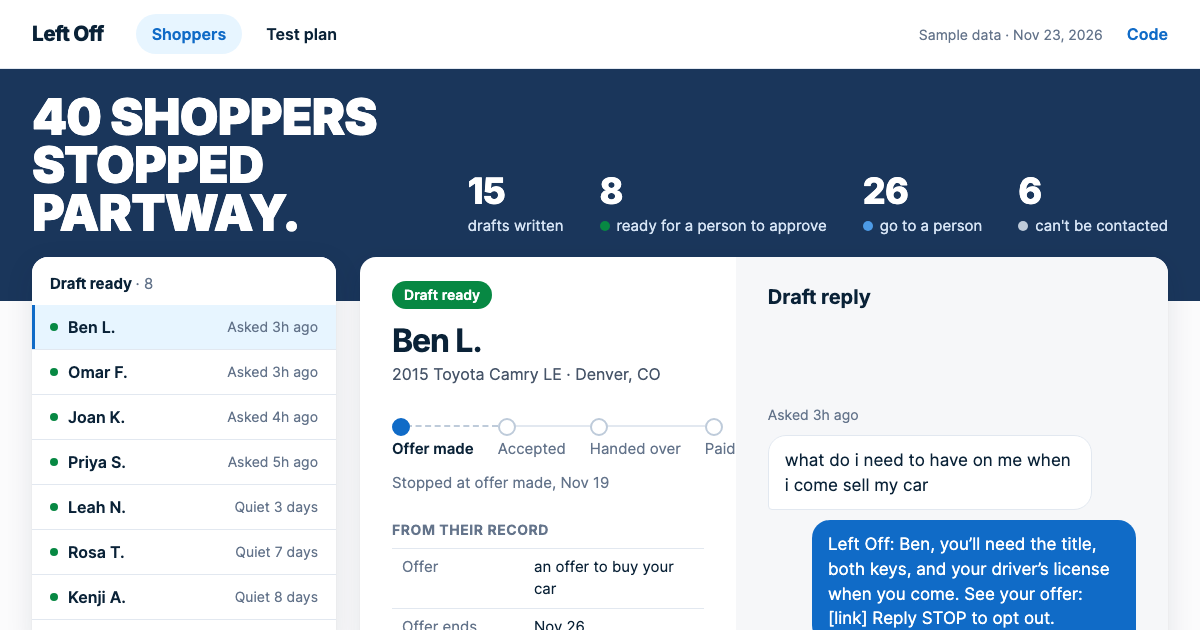 Left Off
Shoppers
Test plan
Sample data · Nov 23, 2026
Code
40 SHOPPERS
STOPPED
PARTWAY.
15
drafts written
8
ready for a person to approve
26
go to a person
6
can't be contacted
Draft ready · 8
Ben L. Asked 3h ago
Omar F. Asked 3h ago
Joan K. Asked 4h ago
Priya S. Asked 5h ago
Leah N. Quiet 3 days
Rosa T. Quiet 7 days
Kenji A. Quiet 8 days
Draft ready
Ben L.
2015 Toyota Camry LE · Denver, CO
Offer made Accepted Handed over Paid
Stopped at offer made, Nov 19
FROM THEIR RECORD
Offer an offer to buy your
car
Offer ends Nov 26
Draft reply
Asked 3h ago
what do i need to have on me when
i come sell my car
Left Off: Ben, you’ll need the title,
both keys, and your driver’s license
when you come. See your offer:
[link] Reply STOP to opt out.